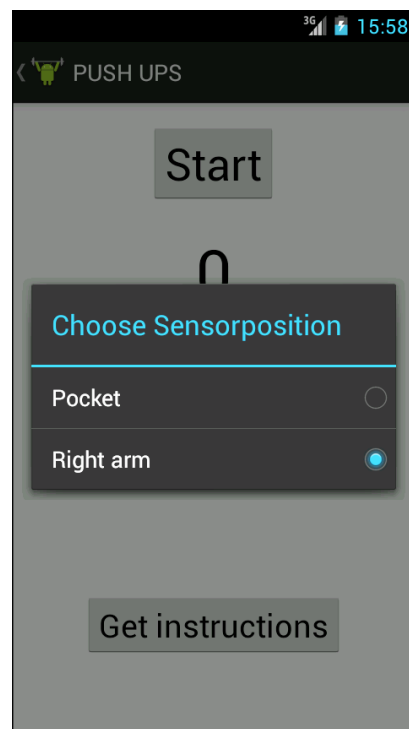 3G 15:58
PUSH UPS
Start
0
Choose Sensorposition
Pocket
Right arm
Get instructions